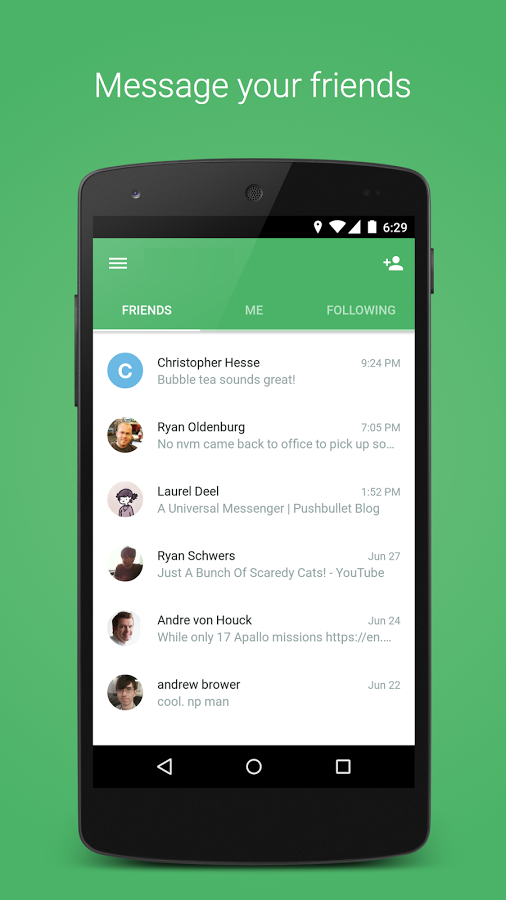 Message your friends
6:29
FRIENDS ME FOLLOWING
Christopher Hesse 9:24 PM
Bubble tea sounds great!
C
Ryan Oldenburg 7:05 PM
No nvm came back to office to pick up so...
Laurel Deel 1:52 PM
A Universal Messenger | Pushbullet Blog
Ryan Schwers Jun 27
Just A Bunch Of Scaredy Cats! - YouTube
Andre von Houck Jun 24
While only 17 Apallo missions https://en....
andrew brower Jun 22
cool. np man